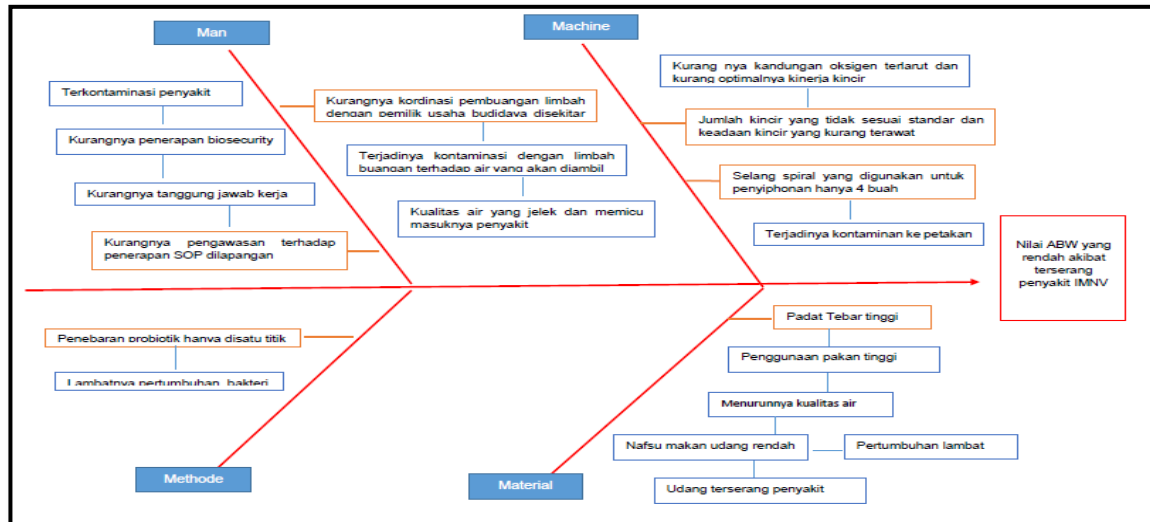 Man
Machine
Terkontaminasi penyakit
Kurangnya penerapan biosecurity
Kurangnya tanggung jawab kerja
Kurangnya pengawasan terhadap
penerapan SOP dilapangan
Kurangnya kordinasi pembuangan limbah
dengan pemilik usaha budidaya disekitar
Terjadinya kontaminasi dengan limbah
buangan terhadap air yang akan diambil
Kualitas air yang jelek dan memicu
masuknya penyakit
Kurang nya kandungan oksigen terlarut dan
kurang optimalnya kinerja kincir
Jumlah kincir yang tidak sesuai standar dan
keadaan kincir yang kurang terawat
Selang spiral yang digunakan untuk
penyiphonan hanya 4 buah
Terjadinya kontaminan ke petakan
Nilai ABW yang
rendah akibat
terserang
penyakit IMNV
Penebaran probiotik hanya disatu titik
Lambatnya pertumbuhan bakteri
Padat Tebar tinggi
Penggunaan pakan tinggi
Menurunnya kualitas air
Nafsu makan udang rendah
Pertumbuhan lambat
Udang terserang penyakit
Methode
Material